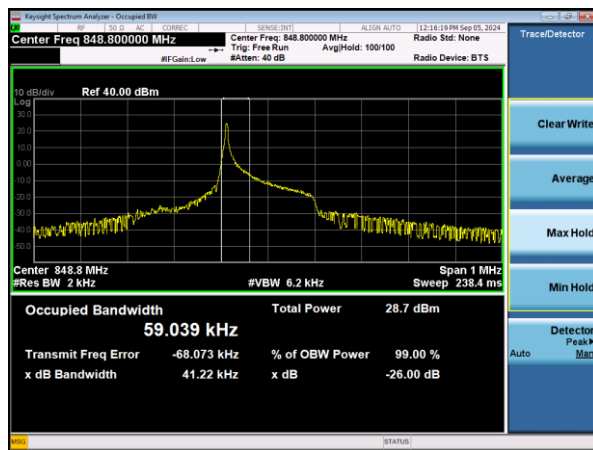 Keysight Spectrum Analyzer - Occupied BW
RF 50 Ω AC CORREC SENSE:INT ALIGN AUTO 12:16:19 PM Sep 05, 2024
Center Freq 848.800000 MHz Center Freq: 848.800000 MHz Radio Std: None
Trig: Free Run Avg|Hold: 100/100
#IFGain:Low #Atten: 40 dB Radio Device: BTS
Trace/Detector
10 dB/div Ref 40.00 dBm
Log
30.0
20.0
10.0
0.00
-10.0
-20.0
-30.0
-40.0
-50.0
Center 848.8 MHz Span 1 MHz
#Res BW 2 kHz #VBW 6.2 kHz Sweep 238.4 ms
Occupied Bandwidth Total Power 28.7 dBm
59.039 kHz
Transmit Freq Error -68.073 kHz % of OBW Power 99.00 %
x dB Bandwidth 41.22 kHz x dB -26.00 dB
Clear Write
Average
Max Hold
Min Hold
Detector
Peak
Auto Man
MSG STATUS